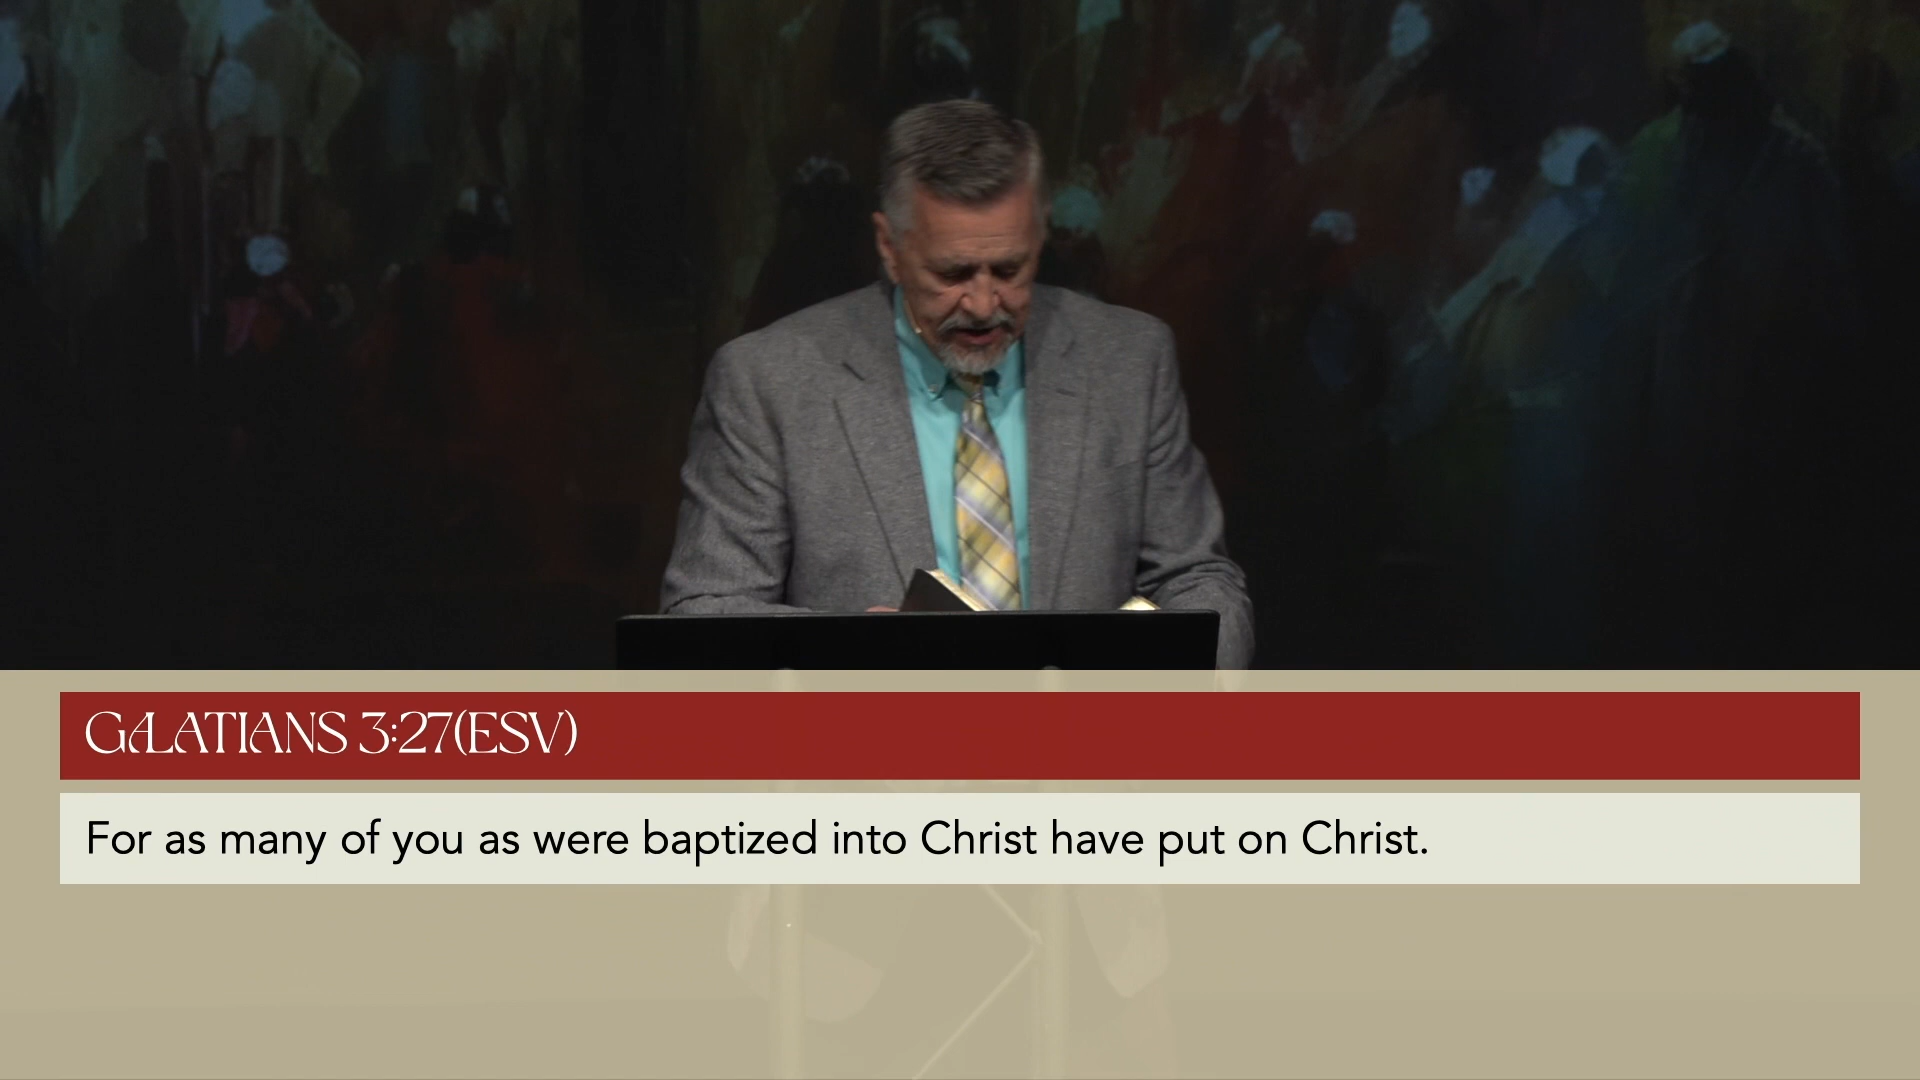 GALATIANS 3:27(ESV)
For as many of you as were baptized into Christ have put on Christ.